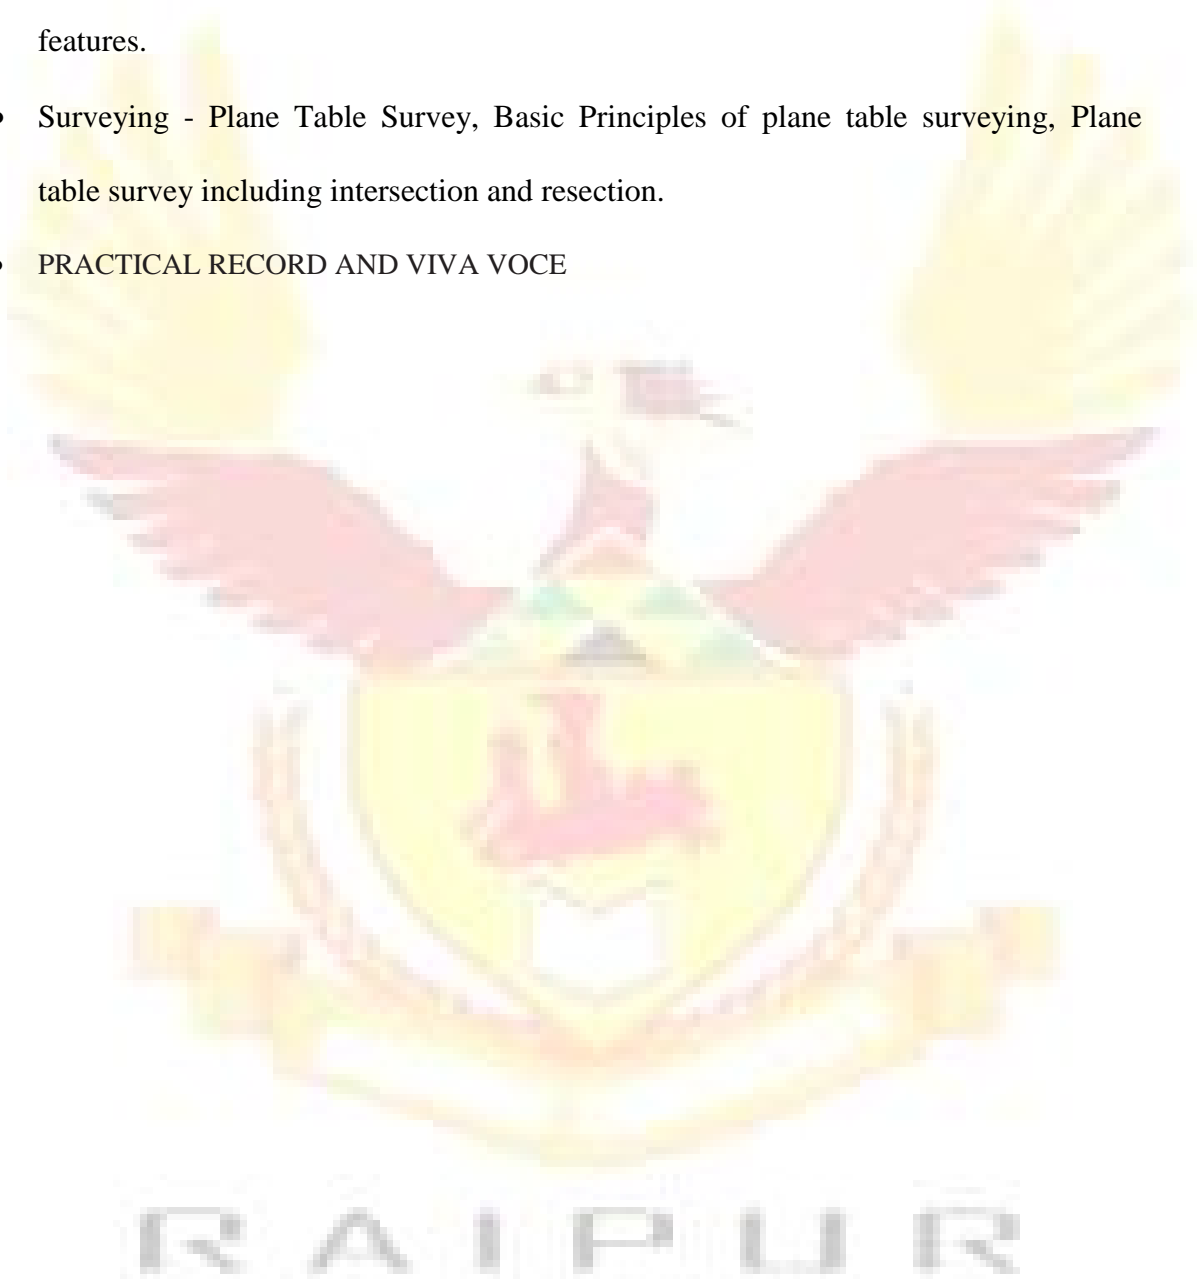 features.
• Surveying - Plane Table Survey, Basic Principles of plane table surveying, Plane
table survey including intersection and resection.
• PRACTICAL RECORD AND VIVA VOCE
RAIPUR